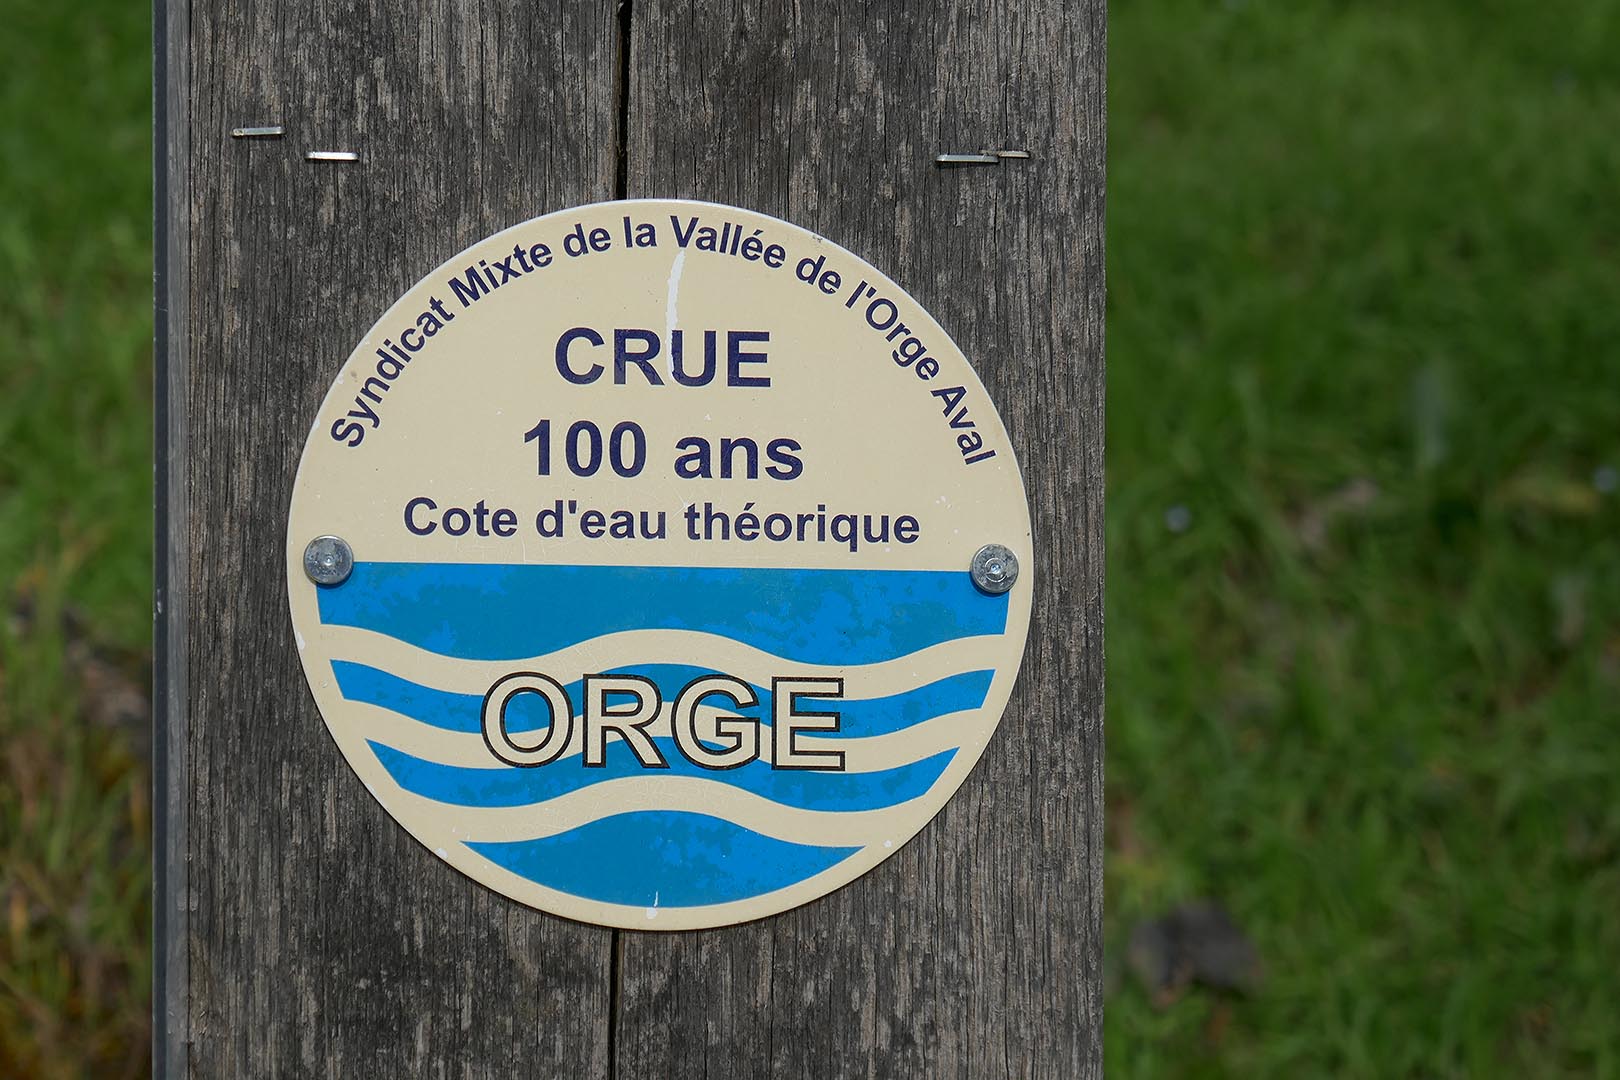 Syndicat Mixte de la Vallée de l'Orge Aval
CRUE
100 ans
Cote d'eau théorique
ORGE